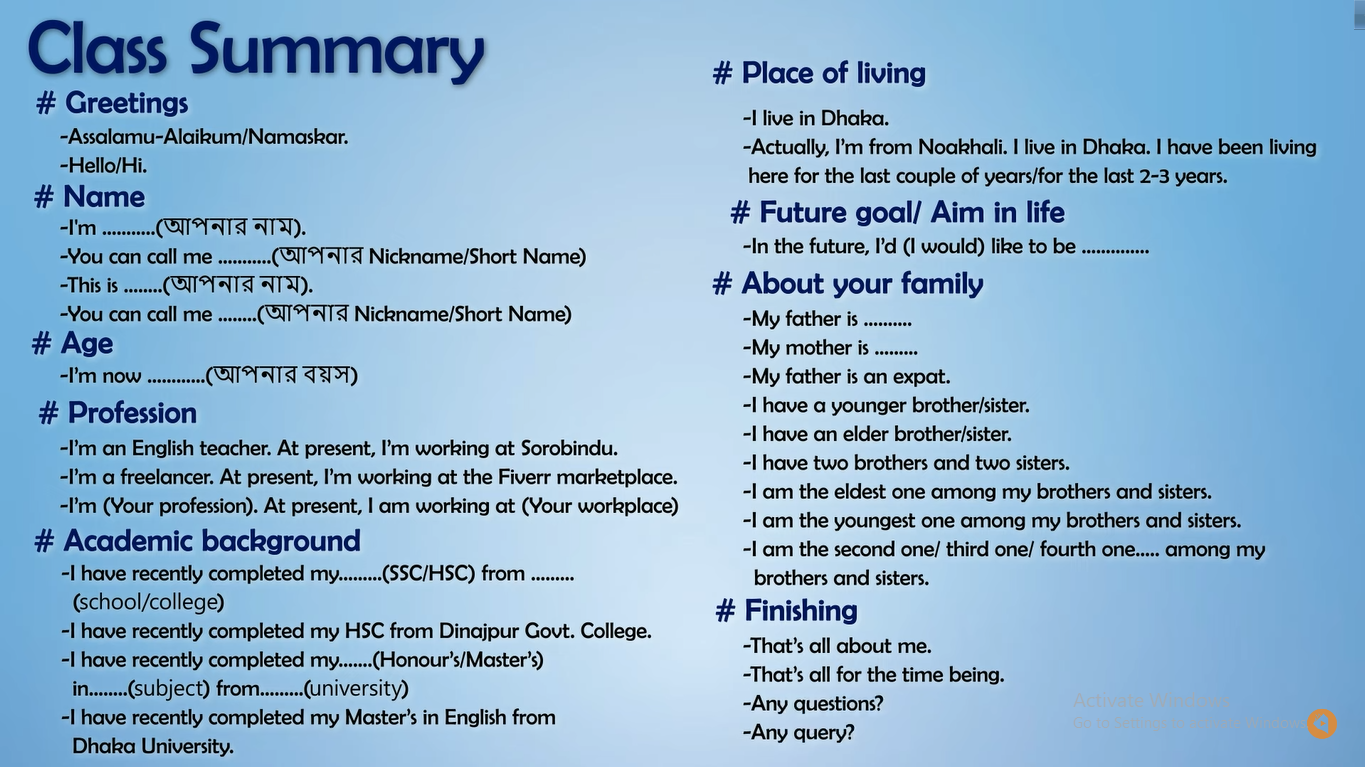 Class Summary
# Greetings
-Assalamu-Alaikum/Namaskar.
-Hello/Hi.
# Name
-I'm ...........(আপনার নাম).
-You can call me ...........(আপনার Nickname/Short Name)
-This is ........(আপনার নাম).
-You can call me ........(আপনার Nickname/Short Name)
# Age
-I'm now ............(আপনার বয়স)
# Profession
-I'm an English teacher. At present, I'm working at Sorobindu.
-I'm a freelancer. At present, I'm working at the Fiverr marketplace.
-I'm (Your profession). At present, I am working at (Your workplace)
# Academic background
-I have recently completed my.........(SSC/HSC) from .........
(school/college)
-I have recently completed my HSC from Dinajpur Govt. College.
-I have recently completed my.......(Honour's/Master's)
in........(subject) from.........(university)
-I have recently completed my Master's in English from
Dhaka University.
# Place of living
-I live in Dhaka.
-Actually, I'm from Noakhali. I live in Dhaka. I have been living
here for the last couple of years/for the last 2-3 years.
# Future goal/ Aim in life
-In the future, I'd (I would) like to be ..............
# About your family
-My father is ..........
-My mother is .........
-My father is an expat.
-I have a younger brother/sister.
-I have an elder brother/sister.
-I have two brothers and two sisters.
-I am the eldest one among my brothers and sisters.
-I am the youngest one among my brothers and sisters.
-I am the second one/ third one/ fourth one..... among my
brothers and sisters.
# Finishing
-That's all about me.
-That's all for the time being.
-Any questions?
-Any query?
Activate Windows
Go to Settings to activate Windows.